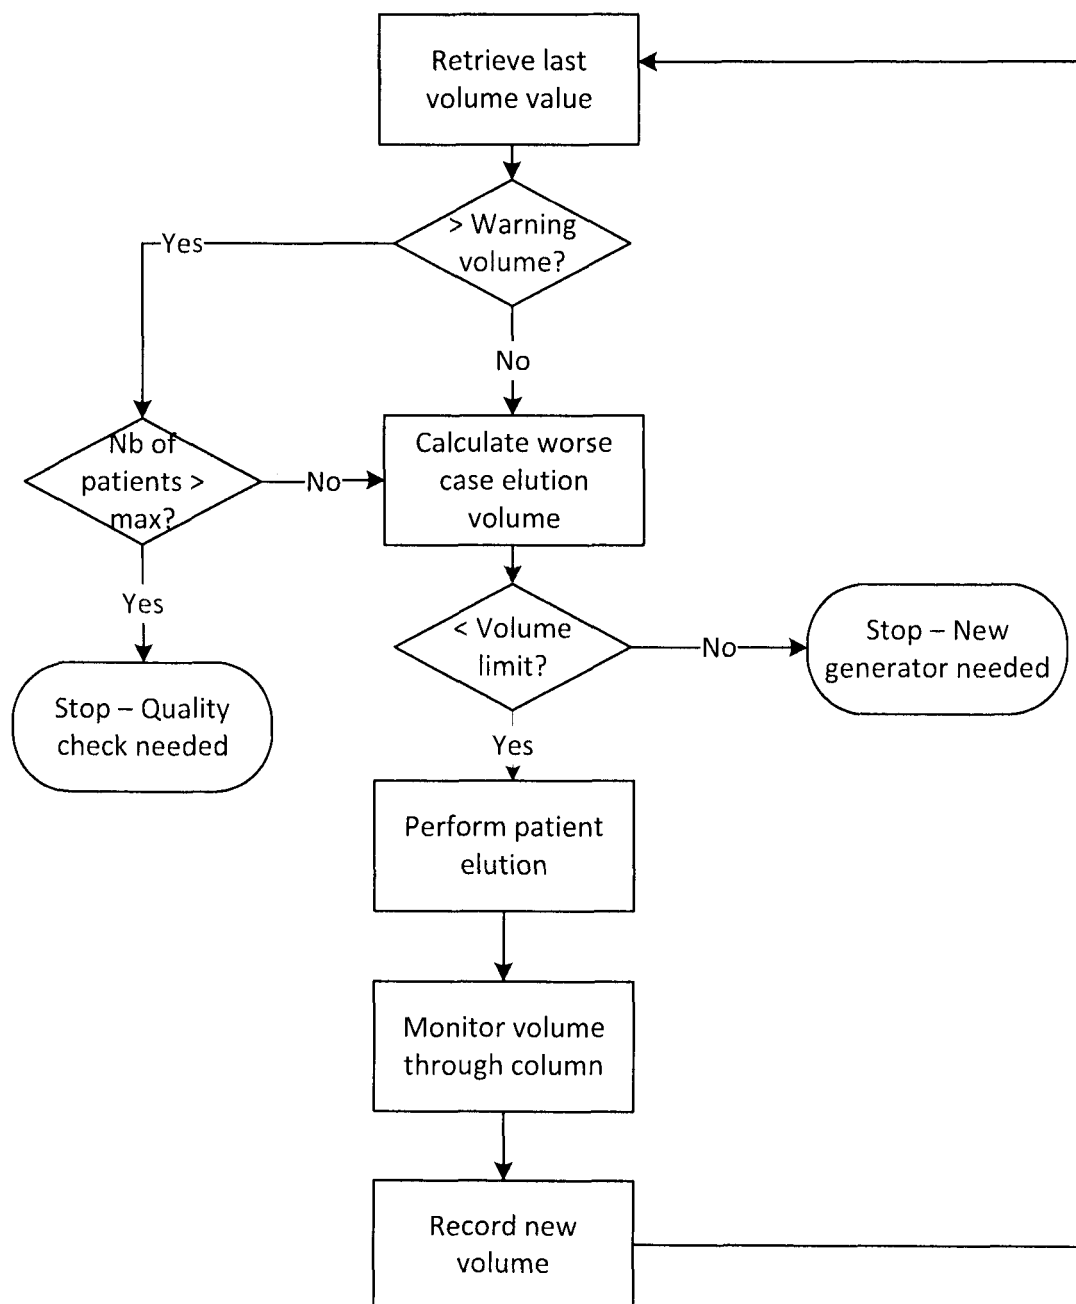 Retrieve last
volume value
> Warning
volume?
Yes
No
Nb of
patients >
max?
No
Calculate worse
case elution
volume
Yes
< Volume
limit?
No
Stop – New
generator needed
Stop – Quality
check needed
Yes
Perform patient
elution
Monitor volume
through column
Record new
volume